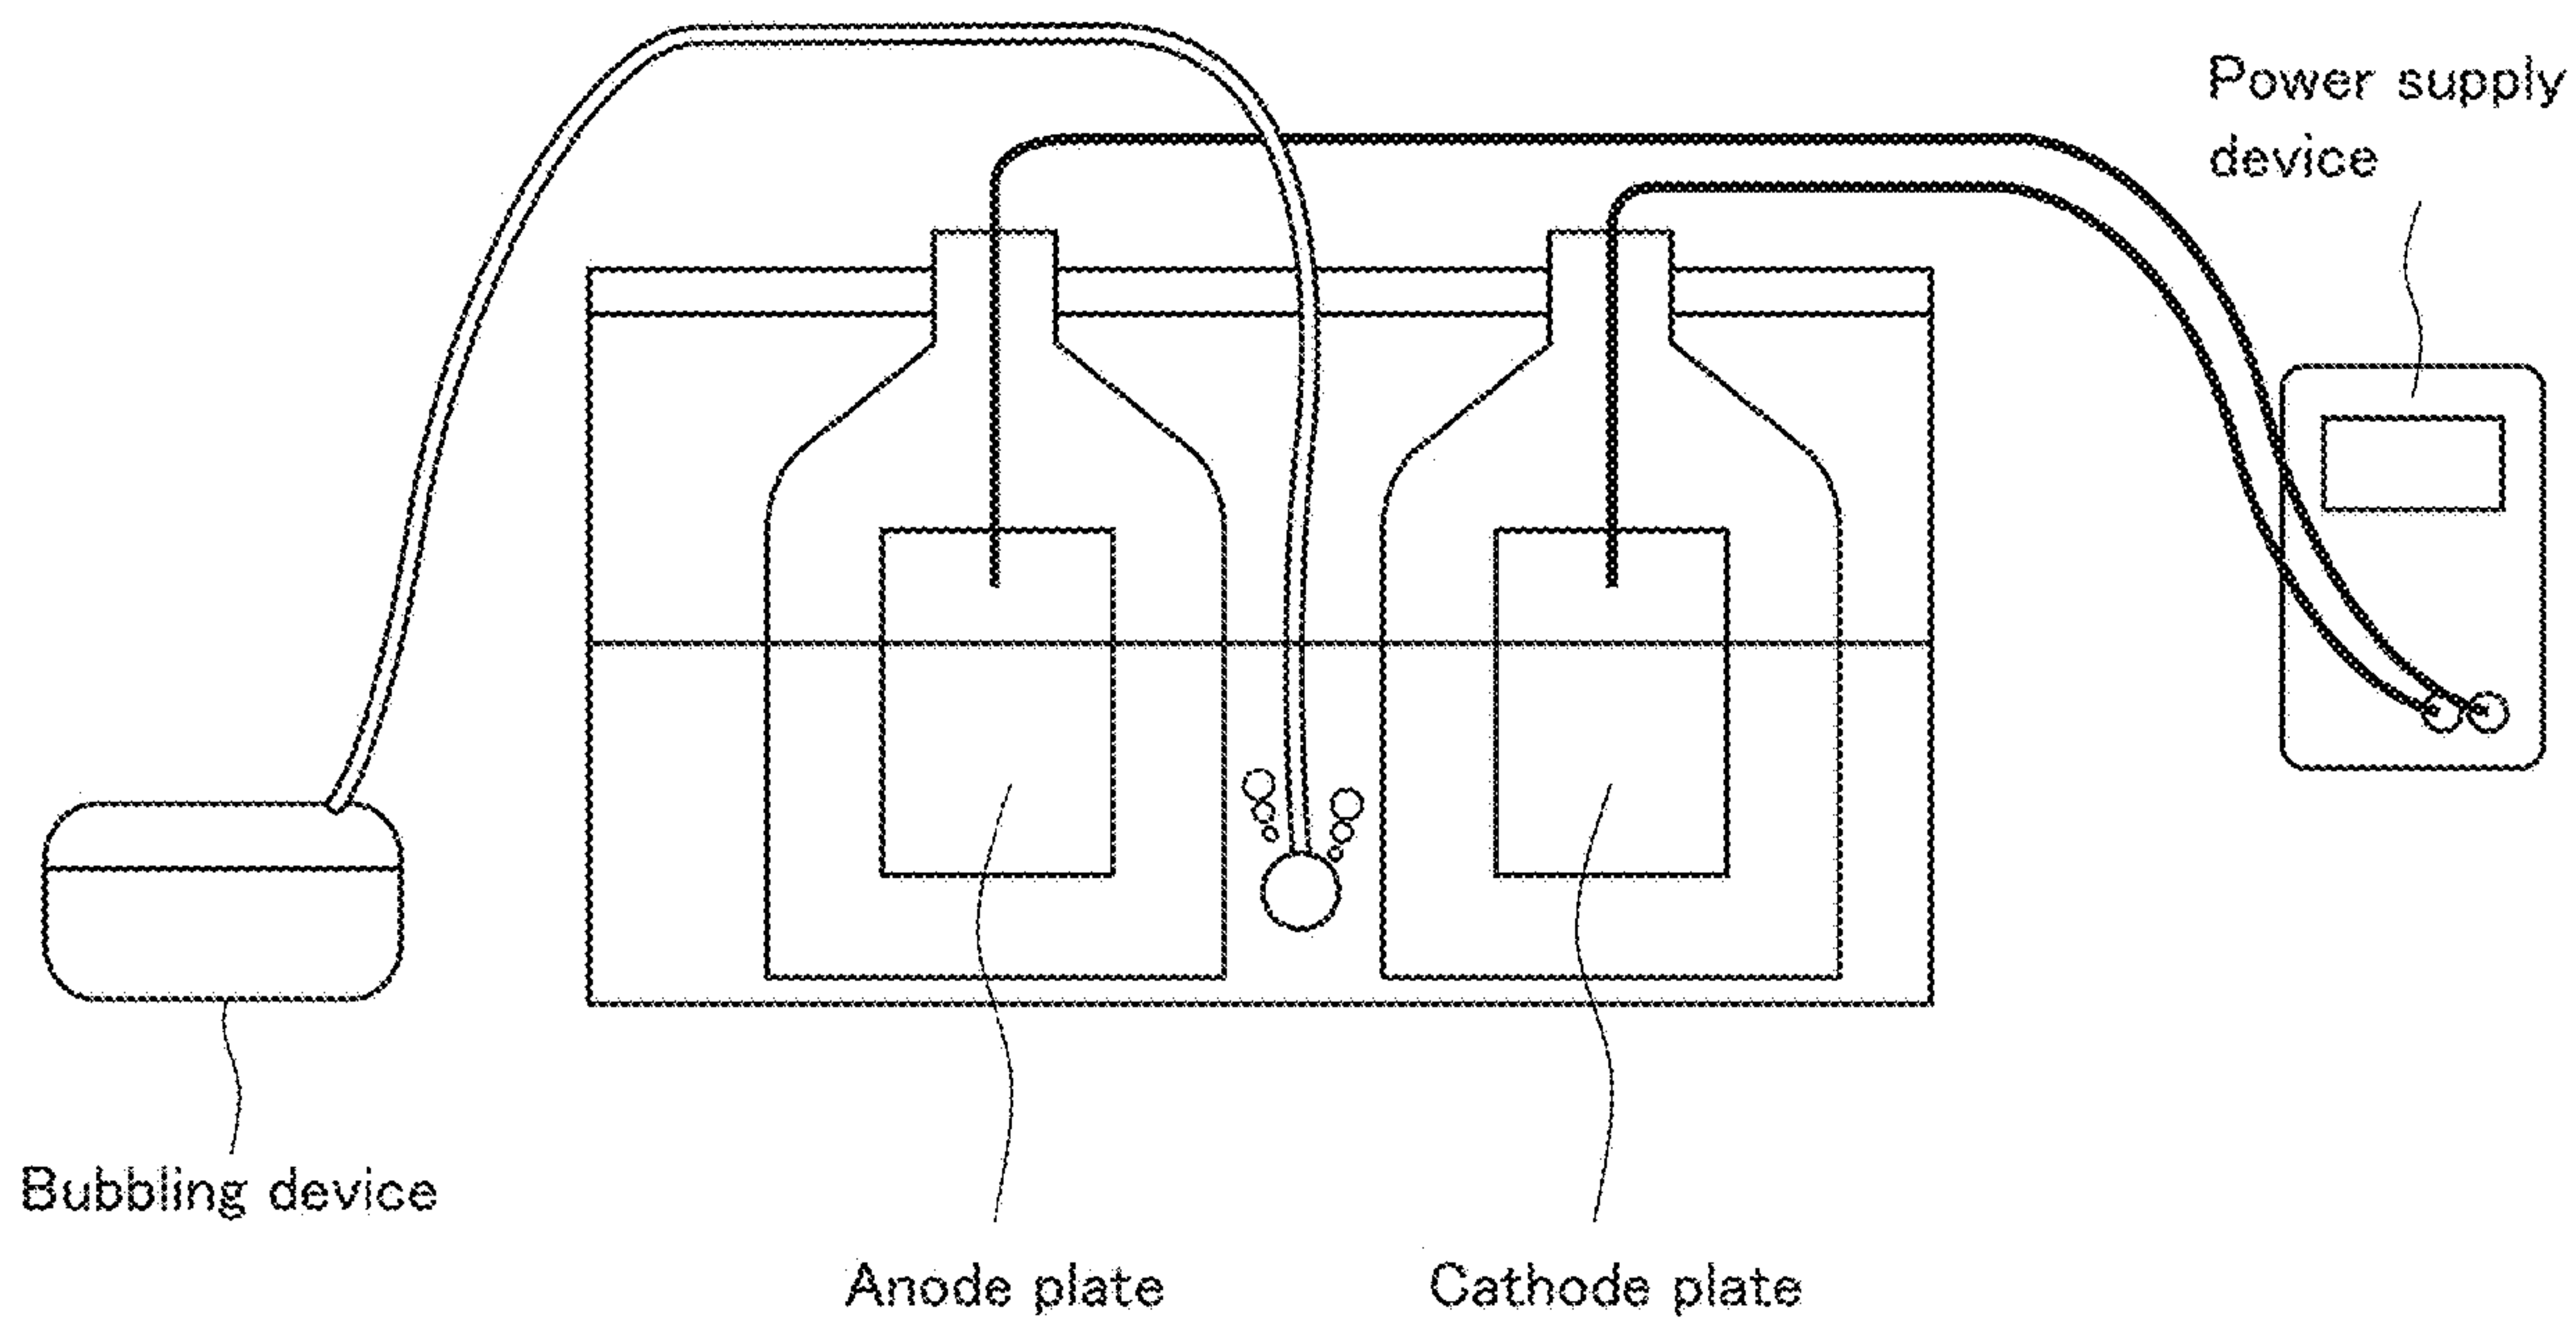 Power supply
device
Bubbling device
Anode plate
Cathode plate